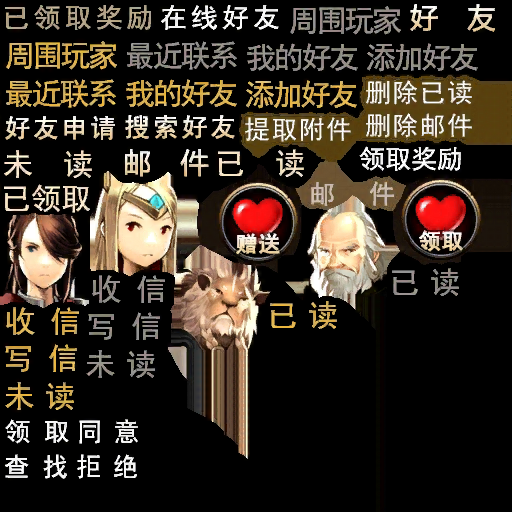 已领取奖励 在线好友 周围玩家 好 友
周围玩家 最近联系 我的好友 添加好友
最近联系 我的好友 添加好友 删除已读
好友申请 搜索好友 提取附件 删除邮件
未 读 邮 件 已 读 领取奖励
已领取 邮 件
赠送 领取
收 信 已 读
收 信 写 信 已 读
写 信 未 读
未 读
领 取 同 意
查 找 拒 绝